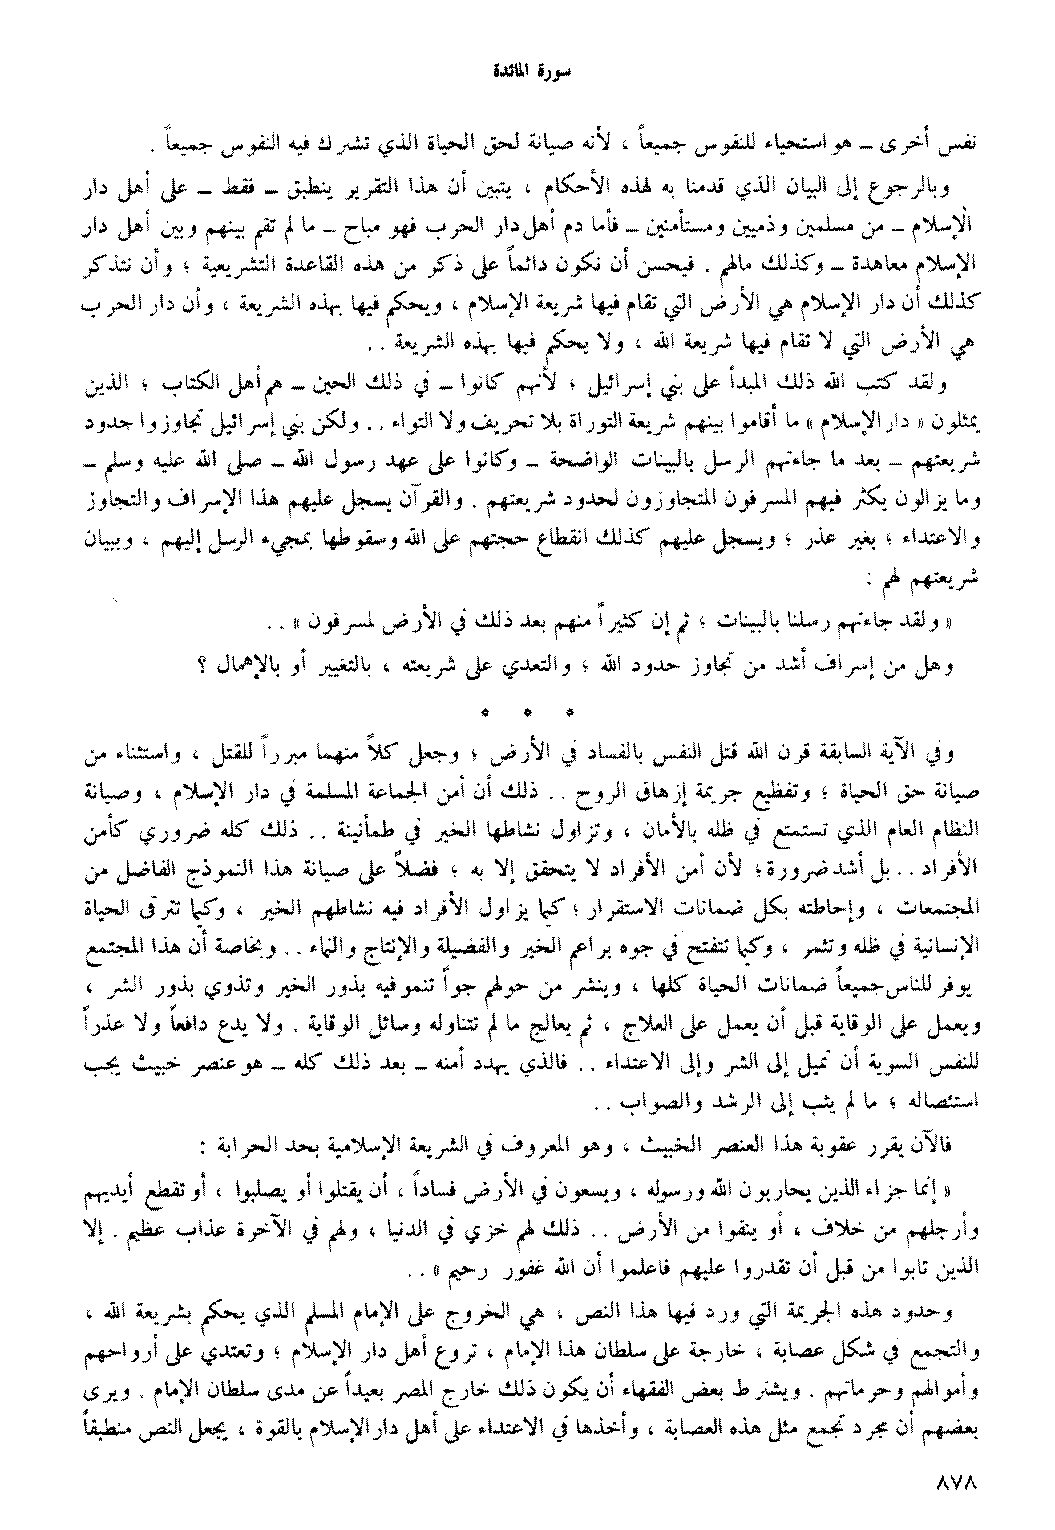 سورة المائدة
نفس أخرى – هو استحياء للنفوس جميعاً ، لأنه صيانة لحق الحياة الذي تشترك فيه النفوس جميعاً .
وبالرجوع إلى البيان الذي قدمنا به لهذه الأحكام ، يتبين أن هذا التقرير ينطبق – فقط – على أهل دار
الإسلام – من مسلمين وذميين ومستأمنين – فأما دم أهل دار الحرب فهو مباح – ما لم تقم بينهم وبين أهل دار
الإسلام معاهدة – وكذلك مالهم . فيحسن أن نكون دائماً على ذكر من هذه القاعدة التشريعية ؛ وأن نتذكر
كذلك أن دار الإسلام هي الأرض التي تقام فيها شريعة الإسلام ، ويحكم فيها بهذه الشريعة ، وأن دار الحرب
هي الأرض التي لا تقام فيها شريعة الله ، ولا يحكم فيها بهذه الشريعة ..
ولقد كتب الله ذلك المبدأ على بني إسرائيل ؛ لأنهم كانوا – في ذلك الحين – هم أهل الكتاب ؛ الذين
يمثلون « دار الإسلام » ما أقاموا بينهم شريعة التوراة بلا تحريف ولا التواء .. ولكن بني إسرائيل تجاوزوا حدود
شريعتهم – بعد ما جاءتهم الرسل بالبينات الواضحة – وكانوا على عهد رسول الله – صلى الله عليه وسلم –
وما يزالون يكثر فيهم المسرفون المتجاوزون لحدود شريعتهم . والقرآن يسجل عليهم هذا الإسراف والتجاوز
والاعتداء ؛ بغير عذر ؛ ويسجل عليهم كذلك انقطاع حجتهم على الله وسقوطها بمجيء الرسل إليهم ، وببيان
شريعتهم لهم :
« ولقد جاءتهم رسلنا بالبينات ؛ ثم إن كثيراً منهم بعد ذلك في الأرض لمسرفون » ..
وهل من إسراف أشد من تجاوز حدود الله ؛ والتعدي على شريعته ، بالتغيير أو بالإهمال ؟
* * *
وفي الآية السابقة قرن الله قتل النفس بالفساد في الأرض ؛ وجعل كلاً منهما مبرراً للقتل ، واستثناء من
صيانة حق الحياة ؛ وتفظيع جريمة إزهاق الروح .. ذلك أن أمن الجماعة المسلمة في دار الإسلام ، وصيانة
النظام العام الذي تستمتع في ظله بالأمان ، وتزاول نشاطها الخير في طمأنينة .. ذلك كله ضروري كأمن
الأفراد .. بل أشد ضرورة؛ لأن أمن الأفراد لا يتحقق إلا به ؛ فضلاً على صيانة هذا النموذج الفاضل من
المجتمعات ، وإحاطته بكل ضمانات الاستقرار ؛ كيما يزاول الأفراد فيه نشاطهم الخير ، وكيما تترقى الحياة
الإنسانية في ظله وتثمر ، وكيما تتفتح في جوه براعم الخير والفضيلة والإنتاج والنماء .. وبخاصة أن هذا المجتمع
يوفر للناس جميعاً ضمانات الحياة كلها ، وينشر من حولهم جواً تنمو فيه بذور الخير وتذوي بذور الشر ،
ويعمل على الوقاية قبل أن يعمل على العلاج ، ثم يعالج ما لم تتناوله وسائل الوقاية . ولا يدع دافعاً ولا عذراً
للنفس السوية أن تميل إلى الشر وإلى الاعتداء .. فالذي يهدد أمنه – بعد ذلك كله – هو عنصر خبيث يجب
استئصاله ؛ ما لم يثب إلى الرشد والصواب ..
فالآن يقرر عقوبة هذا العنصر الخبيث ، وهو المعروف في الشريعة الإسلامية بحد الحرابة :
« إنما جزاء الذين يحاربون الله ورسوله ، ويسعون في الأرض فساداً ، أن يقتلوا أو يصلبوا ، أو تقطع أيديهم
وأرجلهم من خلاف ، أو ينفوا من الأرض .. ذلك لهم خزي في الدنيا ، ولهم في الآخرة عذاب عظيم . إلا
الذين تابوا من قبل أن تقدروا عليهم فاعلموا أن الله غفور رحيم » ..
وحدود هذه الجريمة التي ورد فيها هذا النص ، هي الخروج على الإمام المسلم الذي يحكم بشريعة الله ،
والتجمع في شكل عصابة ، خارجة على سلطان هذا الإمام ، تروع أهل دار الإسلام ؛ وتعتدي على أرواحهم
وأموالهم وحرماتهم . ويشترط بعض الفقهاء أن يكون ذلك خارج المصر بعيداً عن مدى سلطان الإمام . ويرى
بعضهم أن مجرد تجمع مثل هذه العصابة ، وأخذها في الاعتداء على أهل دار الإسلام بالقوة ، يجعل النص منطبقاً
٨٧٨